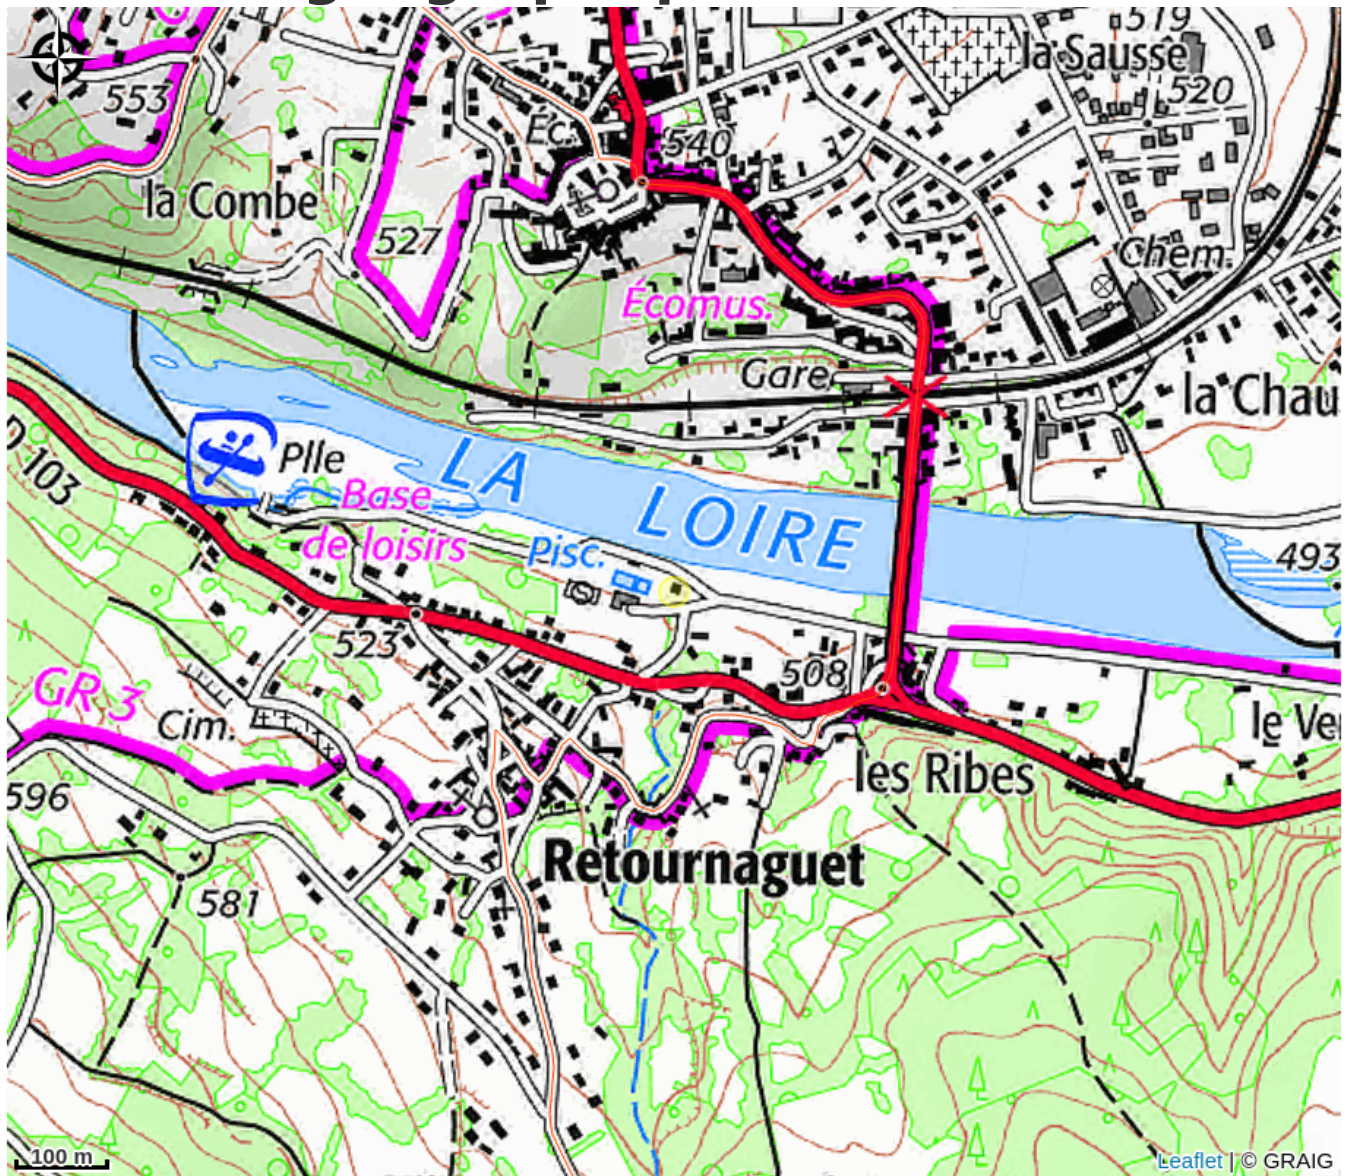 519
la Sausse
520
553
Éc.
540
la Combe
527
Chem.
Écomus.
Gare
la Chau
D 103
Plle
LA LOIRE
Base
de loisirs
Pisc.
493
523
508
GR 3
Cim.
le Ver
les Ribes
596
Retournaguet
581
100 m
Leaflet | © GRAIG